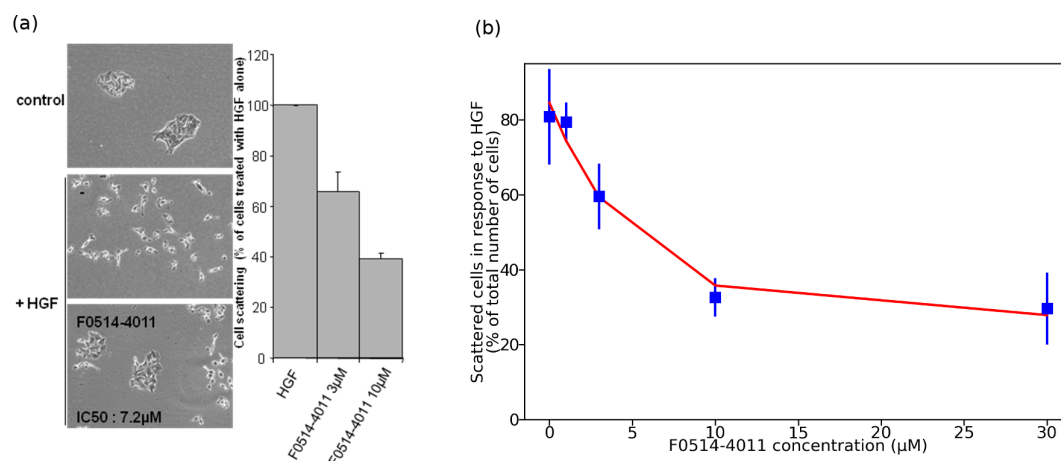 (a)
control
+ HGF
F0514-4011
IC50 : 7.2µM
Cell scattering (% of cells treated with HGF alone)
120
100
80
60
40
20
0
HGF
F0514-4011 3µM
F0514-4011 10µM
(b)
Scattered cells in response to HGF
(% of total number of cells)
80
60
40
20
0
0
5
10
15
20
25
30
F0514-4011 concentration (µM)